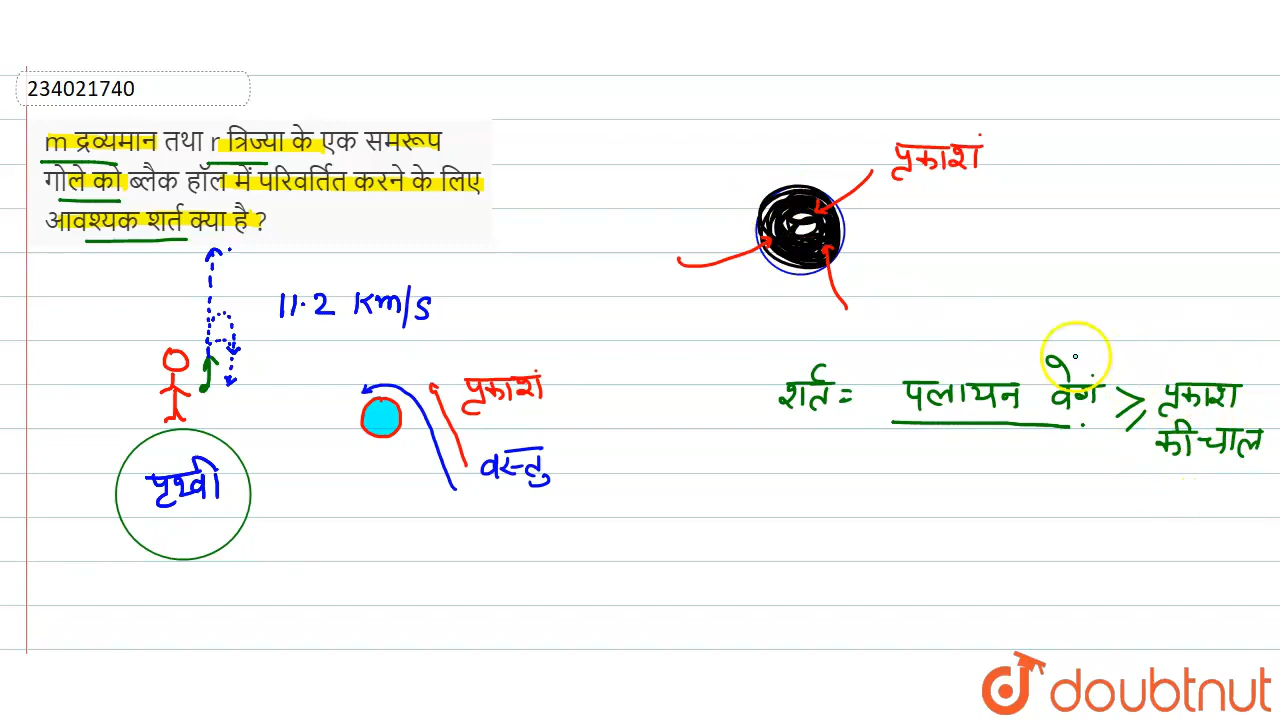 234021740
m द्रव्यमान तथा r त्रिज्या के एक समरूप
गोले को ब्लैक हॉल में परिवर्तित करने के लिए
आवश्यक शर्त क्या है ?
प्रकाश
11.2 Km/s
प्रकाश
वस्तु
पृथ्वी
शर्त = पलायन वेग ≥ प्रकाश
की चाल
doubtnut